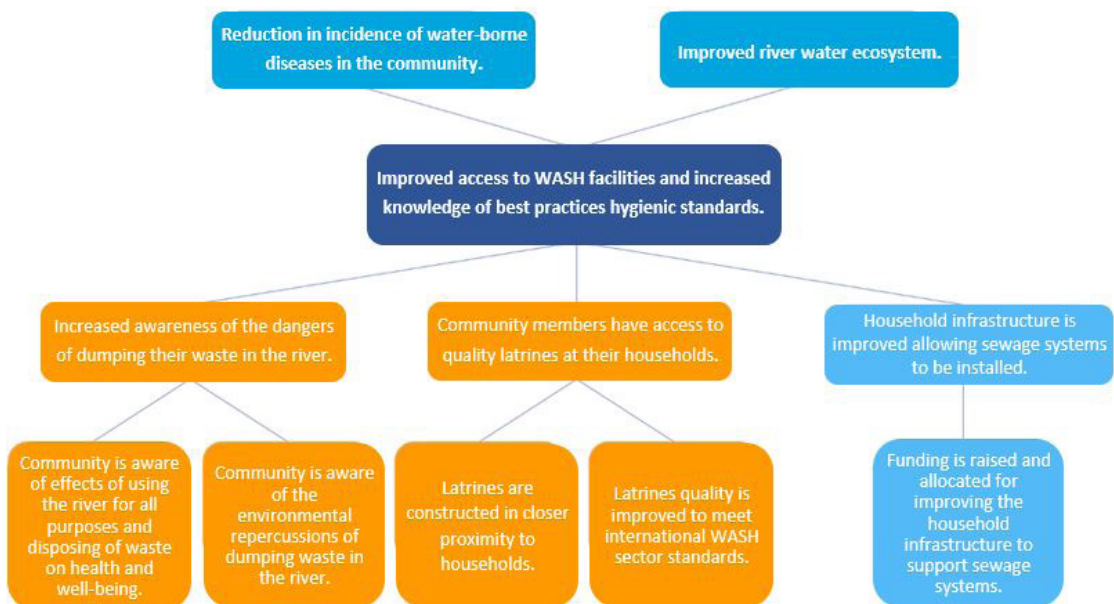 Reduction in incidence of water-borne
diseases in the community.
Improved river water ecosystem.
Improved access to WASH facilities and increased
knowledge of best practices hygienic standards.
Increased awareness of the dangers
of dumping their waste in the river.
Community members have access to
quality latrines at their households.
Household infrastructure is
improved allowing sewage systems
to be installed.
Community is aware
of effects of using
the river for all
purposes and
disposing of waste
on health and
well-being.
Community is aware
of the
environmental
repercussions of
dumping waste in
the river.
Latrines are
constructed in closer
proximity to
households.
Latrines quality is
improved to meet
international WASH
sector standards.
Funding is raised and
allocated for
improving the
household
infrastructure to
support sewage
systems.